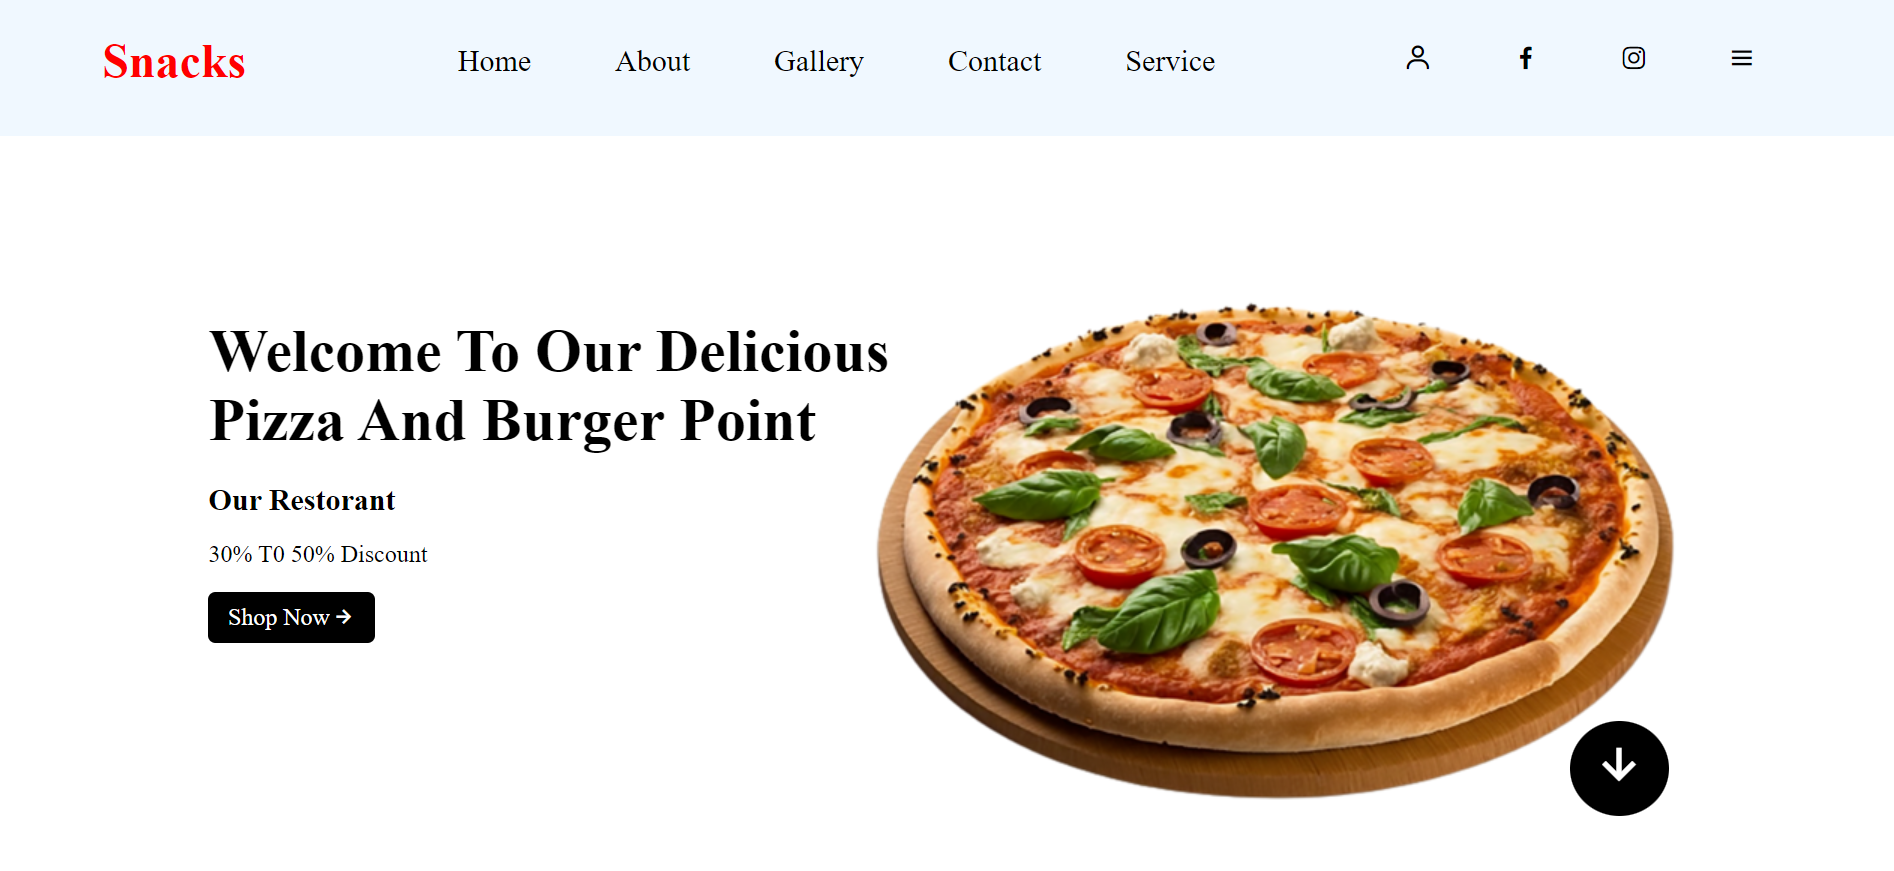 Snacks
Home About Gallery Contact Service
Welcome To Our Delicious
Pizza And Burger Point
Our Restorant
30% T0 50% Discount
Shop Now